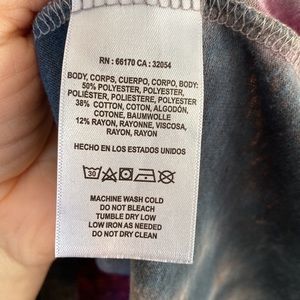 RN : 66170 CA : 32054
BODY, CORPS, CUERPO, CORPO, BODY:
50% POLYESTER, POLYESTER,
POLIÉSTER, POLIESTERE, POLYESTER
38% COTTON, COTON, ALGODÓN,
COTONE, BAUMWOLLE
12% RAYON, RAYONNE, VISCOSA,
RAYON, RAYON
HECHO EN LOS ESTADOS UNIDOS
30
MACHINE WASH COLD
DO NOT BLEACH
TUMBLE DRY LOW
LOW IRON AS NEEDED
DO NOT DRY CLEAN